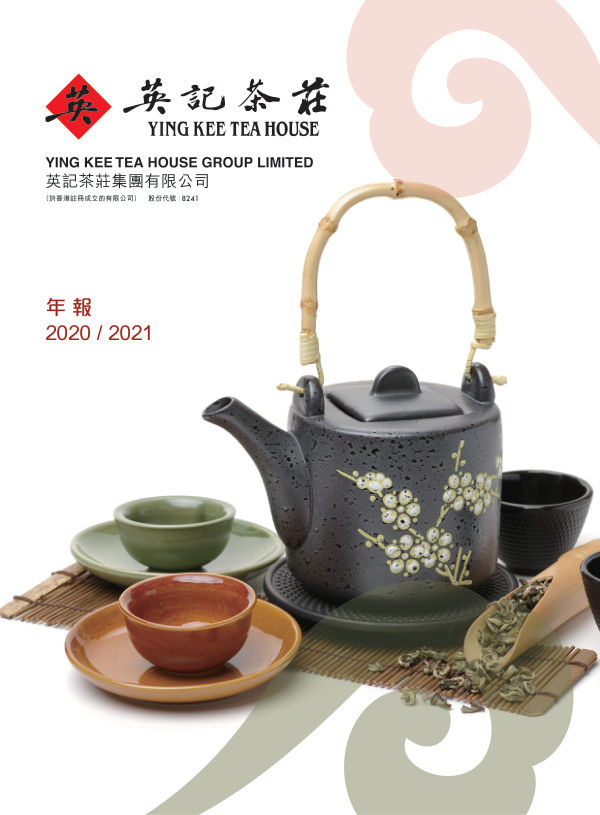 英
英記茶莊
YING KEE TEA HOUSE
YING KEE TEA HOUSE GROUP LIMITED
英記茶莊集團有限公司
（於香港註冊成立的有限公司） 股份代號：8241
年報
2020 / 2021